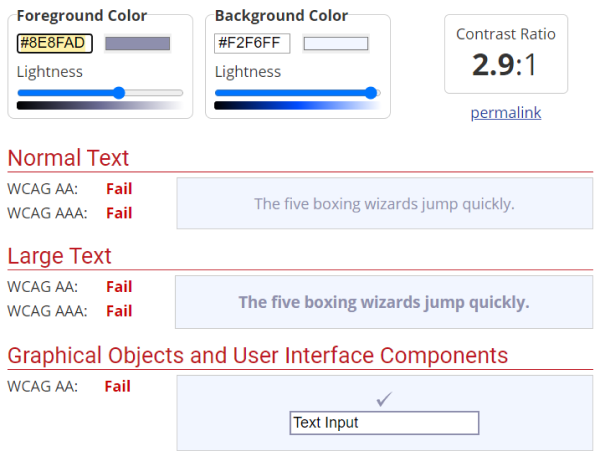 Foreground Color
#8E8FAD
Lightness
Background Color
#F2F6FF
Lightness
Contrast Ratio
2.9:1
permalink
Normal Text
WCAG AA: Fail
WCAG AAA: Fail
The five boxing wizards jump quickly.
Large Text
WCAG AA: Fail
WCAG AAA: Fail
The five boxing wizards jump quickly.
Graphical Objects and User Interface Components
WCAG AA: Fail
✓
Text Input